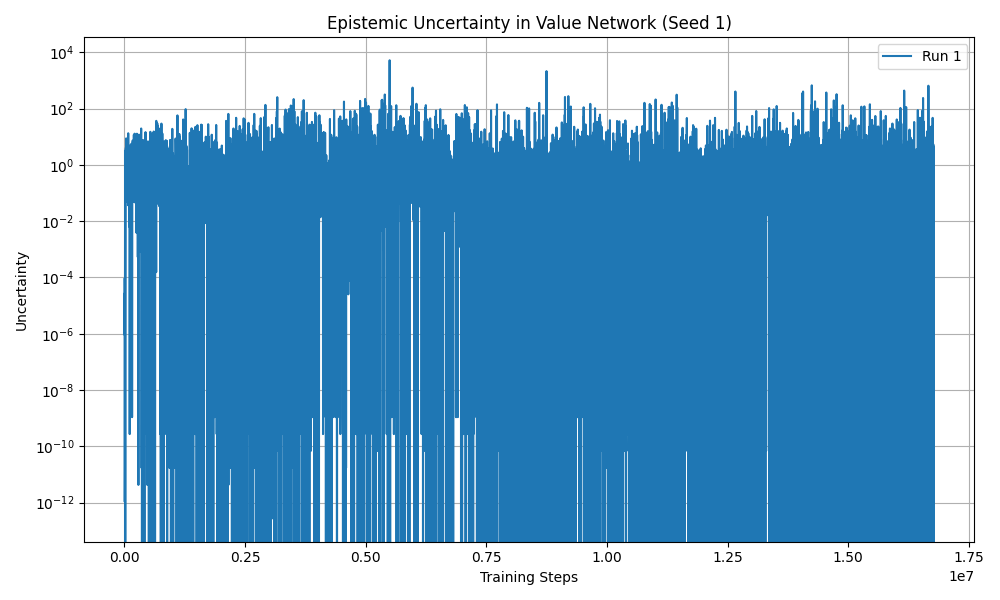 Epistemic Uncertainty in Value Network (Seed 1)
Run 1
Uncertainty
10^4
10^2
10^0
10^-2
10^-4
10^-6
10^-8
10^-10
10^-12
0.00 0.25 0.50 0.75 1.00 1.25 1.50 1.75
1e7
Training Steps